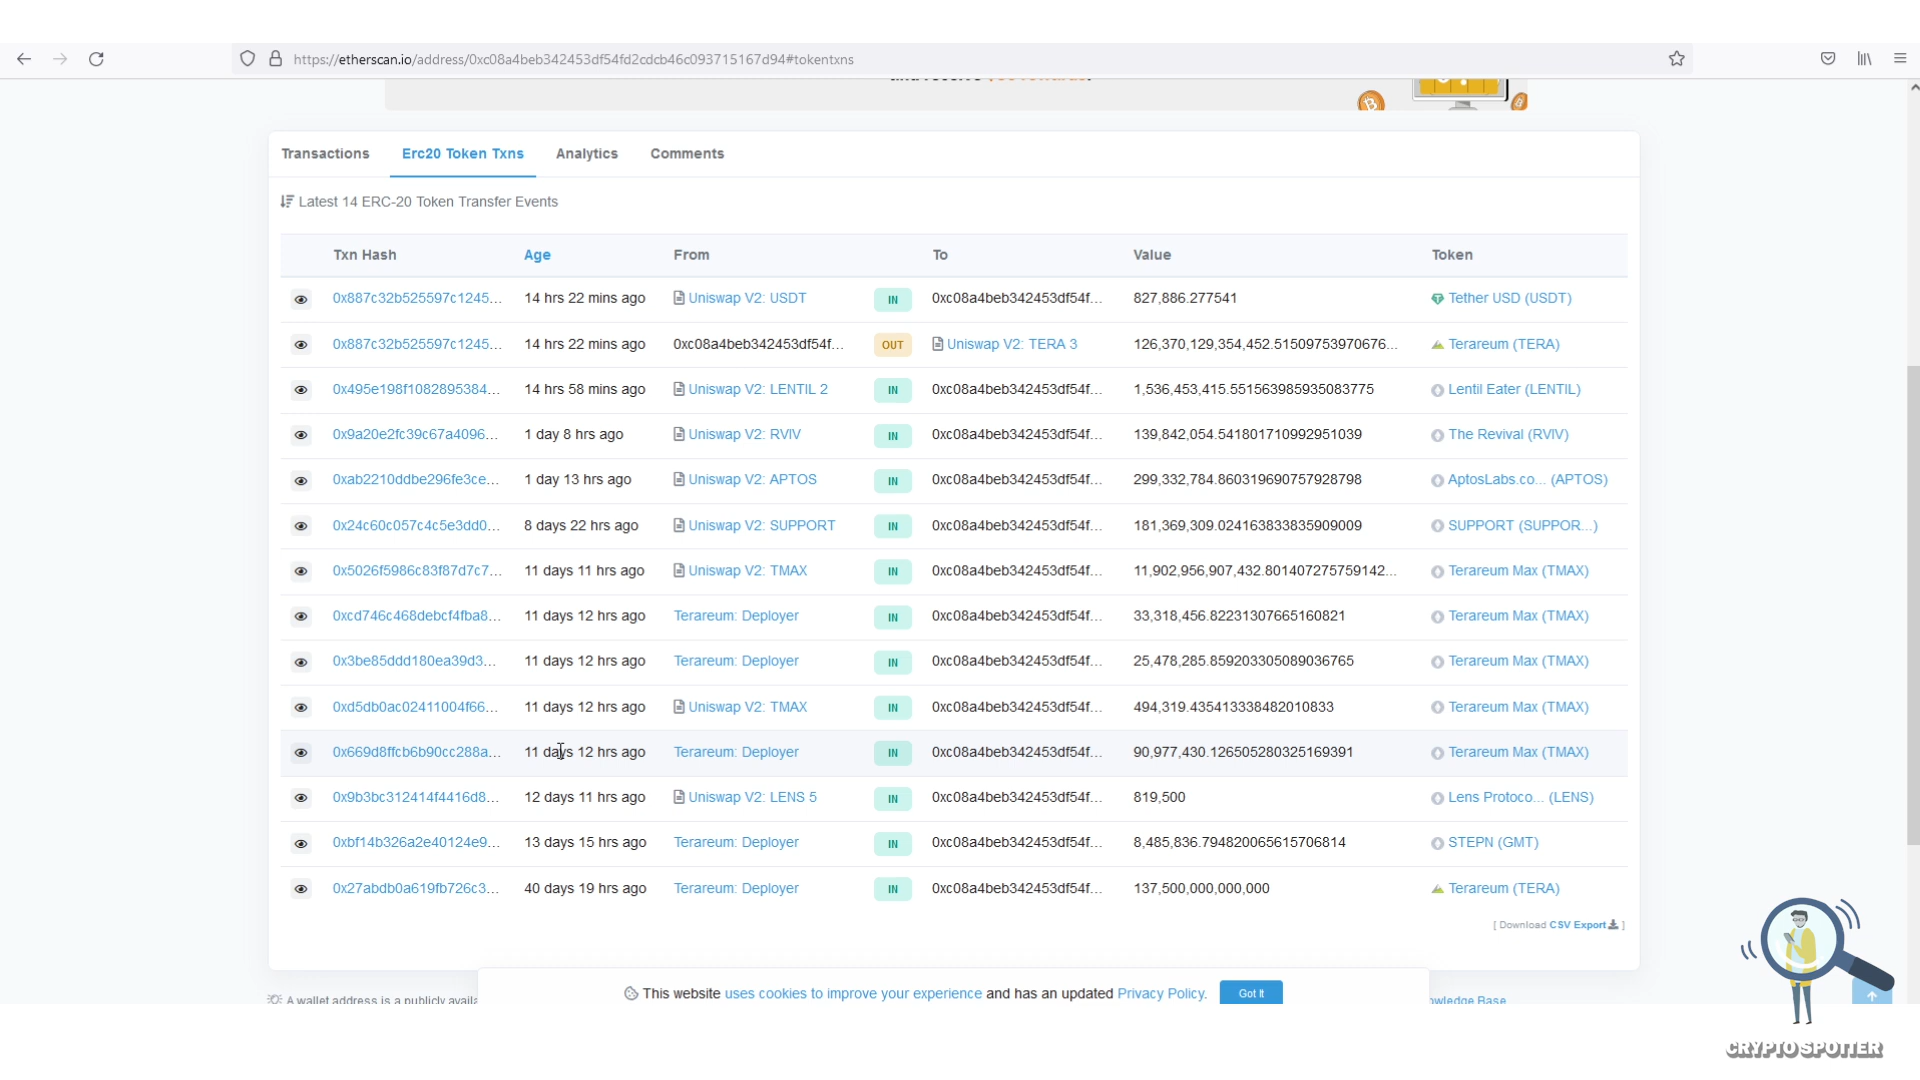 https://etherscan.io/address/0xc08a4beb342453df54fd2cdcb46c093715167d94#tokentxns
Transactions Erc20 Token Txns Analytics Comments
Latest 14 ERC-20 Token Transfer Events
Txn Hash Age From To Value Token
0x887c32b525597c1245... 14 hrs 22 mins ago Uniswap V2: USDT IN 0xc08a4beb342453df54f... 827,886.277541 Tether USD (USDT)
0x887c32b525597c1245... 14 hrs 22 mins ago 0xc08a4beb342453df54f... OUT Uniswap V2: TERA 3 126,370,129,354,452.51509753970676... Terareum (TERA)
0x495e198f1082895384... 14 hrs 58 mins ago Uniswap V2: LENTIL 2 IN 0xc08a4beb342453df54f... 1,536,453,415.551563985935083775 Lentil Eater (LENTIL)
0x9a20e2fc39c67a4096... 1 day 8 hrs ago Uniswap V2: RVIV IN 0xc08a4beb342453df54f... 139,842,054.541801710992951039 The Revival (RVIV)
0xab2210ddbe296fe3ce... 1 day 13 hrs ago Uniswap V2: APTOS IN 0xc08a4beb342453df54f... 299,332,784.860319690757928798 AptosLabs.co... (APTOS)
0x24c60c057c4c5e3dd0... 8 days 22 hrs ago Uniswap V2: SUPPORT IN 0xc08a4beb342453df54f... 181,369,309.024163833835909009 SUPPORT (SUPPOR...)
0x5026f5986c83f87d7c7... 11 days 11 hrs ago Uniswap V2: TMAX IN 0xc08a4beb342453df54f... 11,902,956,907,432.801407275759142... Terareum Max (TMAX)
0xcd746c468debcf4fba8... 11 days 12 hrs ago Terareum: Deployer IN 0xc08a4beb342453df54f... 33,318,456.82231307665160821 Terareum Max (TMAX)
0x3be85ddd180ea39d3... 11 days 12 hrs ago Terareum: Deployer IN 0xc08a4beb342453df54f... 25,478,285.859203305089036765 Terareum Max (TMAX)
0xd5db0ac02411004f66... 11 days 12 hrs ago Uniswap V2: TMAX IN 0xc08a4beb342453df54f... 494,319.435413338482010833 Terareum Max (TMAX)
0x669d8ffcb6b90cc288a... 11 days 12 hrs ago Terareum: Deployer IN 0xc08a4beb342453df54f... 90,977,430.126505280325169391 Terareum Max (TMAX)
0x9b3bc312414f4416d8... 12 days 11 hrs ago Uniswap V2: LENS 5 IN 0xc08a4beb342453df54f... 819,500 Lens Protoco... (LENS)
0xbf14b326a2e40124e9... 13 days 15 hrs ago Terareum: Deployer IN 0xc08a4beb342453df54f... 8,485,836.794820065615706814 STEPN (GMT)
0x27abdb0a619fb726c3... 40 days 19 hrs ago Terareum: Deployer IN 0xc08a4beb342453df54f... 137,500,000,000,000 Terareum (TERA)
[ Download CSV Export ]
This website uses cookies to improve your experience and has an updated Privacy Policy. Got It
A wallet address is a publicly availa
wledge Base
CRYPTO SPOTTER